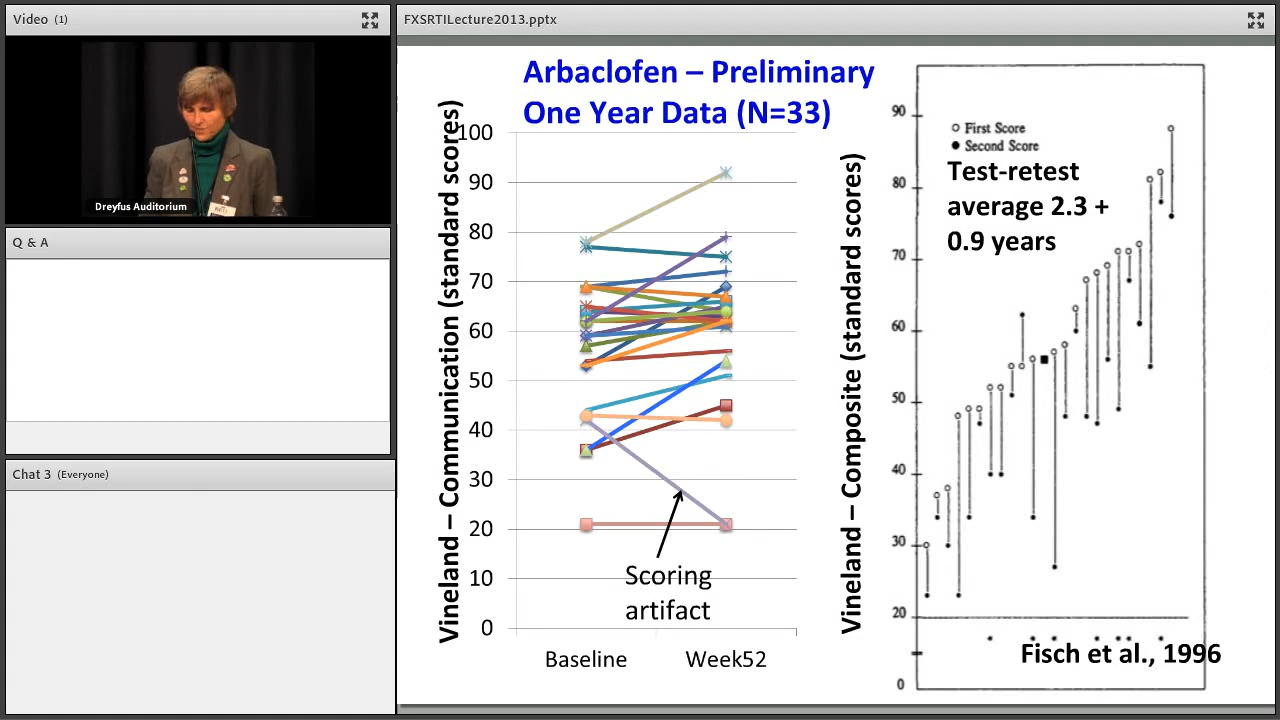 Video (1)
Dreyfus Auditorium
Q & A
Chat 3 (Everyone)
FXSRTILecture2013.pptx
Arbaclofen – Preliminary
One Year Data (N=33)
Vineland – Communication (standard scores)
100
90
80
70
60
50
40
30
20
10
0
Baseline
Week52
Scoring
artifact
Vineland – Composite (standard scores)
90
80
70
60
50
40
30
20
0
First Score
Second Score
Test-retest
average 2.3 +
0.9 years
Fisch et al., 1996